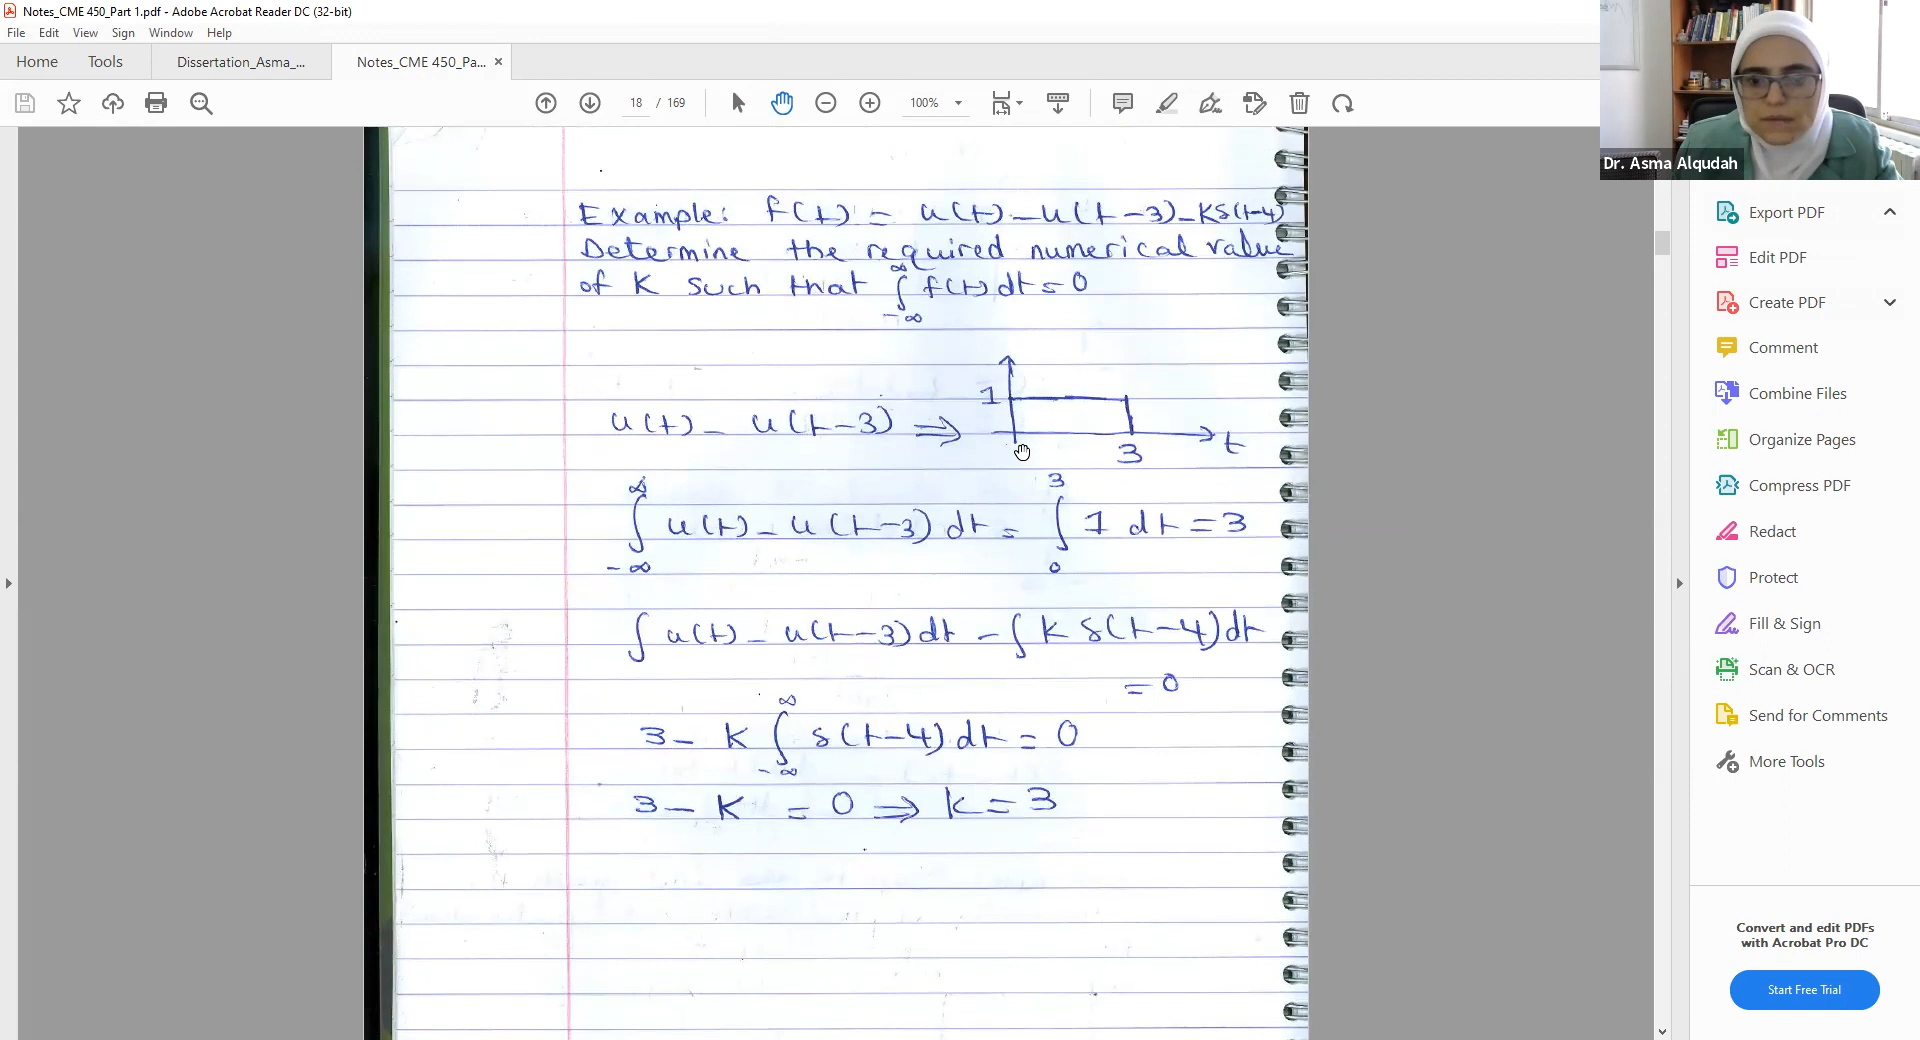 Notes_CME 450_Part 1.pdf - Adobe Acrobat Reader DC (32-bit)
File Edit View Sign Window Help
Home Tools Dissertation_Asma_... Notes_CME 450_Pa... ×
18 / 169 100%
Dr. Asma Alqudah
Example: f(t) = u(t) - u(t-3) - Kδ(t-4)
Determine the required numerical value
of K such that ∫_{-∞}^{∞} f(t) dt = 0
u(t) - u(t-3) ⇒ 1 3 t
∫_{-∞}^{∞} u(t) - u(t-3) dt = ∫_{0}^{3} 1 dt = 3
∫ u(t) - u(t-3) dt - ∫ k δ(t-4) dt
= 0
3 - k ∫_{-∞}^{∞} δ(t-4) dt = 0
3 - K = 0 ⇒ k = 3
Export PDF
Edit PDF
Create PDF
Comment
Combine Files
Organize Pages
Compress PDF
Redact
Protect
Fill & Sign
Scan & OCR
Send for Comments
More Tools
Convert and edit PDFs
with Acrobat Pro DC
Start Free Trial